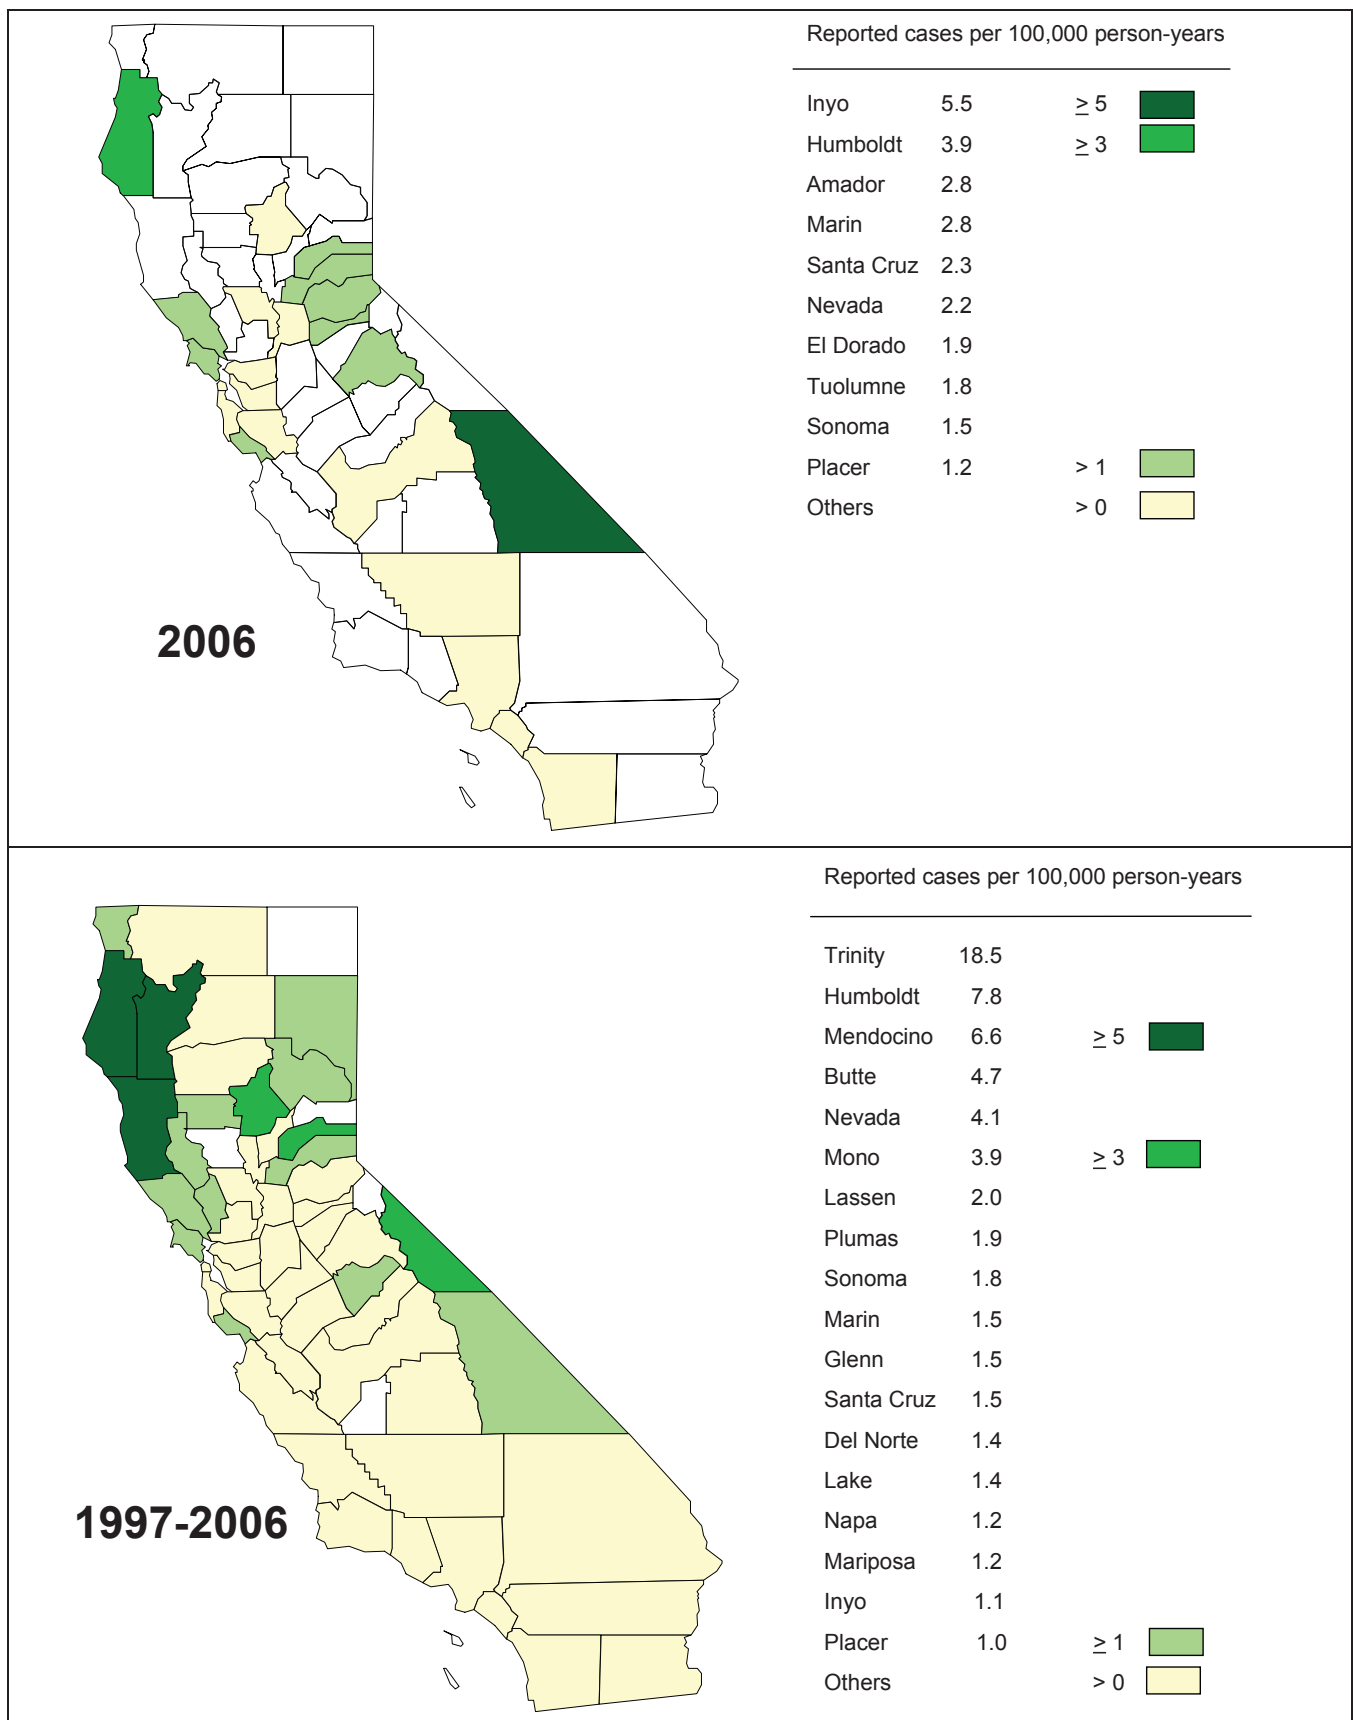 Reported cases per 100,000 person-years
Inyo 5.5 ≥ 5
Humboldt 3.9 ≥ 3
Amador 2.8
Marin 2.8
Santa Cruz 2.3
Nevada 2.2
El Dorado 1.9
Tuolumne 1.8
Sonoma 1.5
Placer 1.2 > 1
Others > 0
2006
Reported cases per 100,000 person-years
Trinity 18.5
Humboldt 7.8
Mendocino 6.6 ≥ 5
Butte 4.7
Nevada 4.1
Mono 3.9 ≥ 3
Lassen 2.0
Plumas 1.9
Sonoma 1.8
Marin 1.5
Glenn 1.5
Santa Cruz 1.5
Del Norte 1.4
Lake 1.4
Napa 1.2
Mariposa 1.2
Inyo 1.1
Placer 1.0 ≥ 1
Others > 0
1997-2006